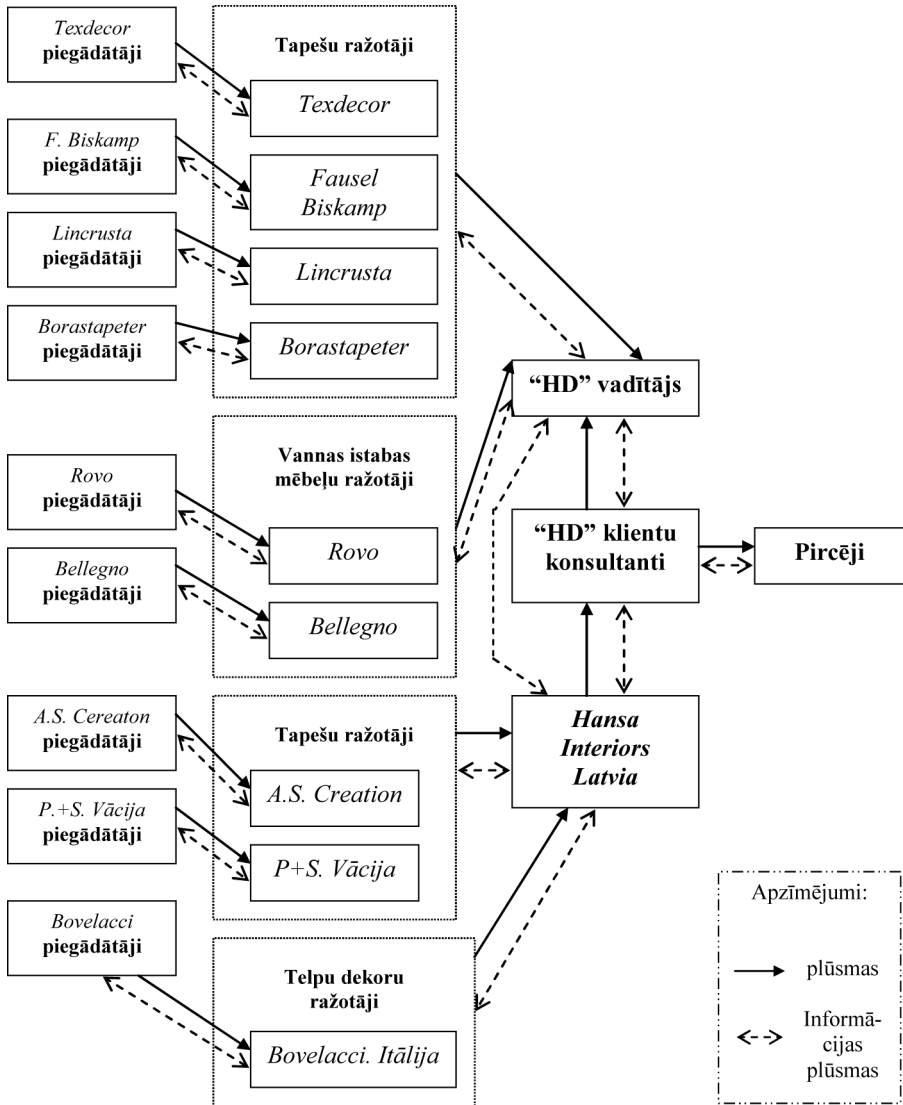 Texdecor
piegādātāji
Tapešu ražotāji
Texdecor
F. Biskamp
piegādātāji
Fausel
Biskamp
Lincrusta
piegādātāji
Lincrusta
Borastapeter
piegādātāji
Borastapeter
“HD” vadītājs
Vannas istabas
mēbeļu ražotāji
Rovo
piegādātāji
Rovo
Bellegno
piegādātāji
Bellegno
“HD” klientu
konsultanti
Pircēji
A.S. Cereaton
piegādātāji
Tapešu ražotāji
A.S. Creation
P.+S. Vācija
piegādātāji
P+S. Vācija
Hansa
Interiors
Latvia
Bovelacci
piegādātāji
Telpu dekoru
ražotāji
Bovelacci. Itālija
Apzīmējumi:
plūsmas
Informā-
cijas
plūsmas